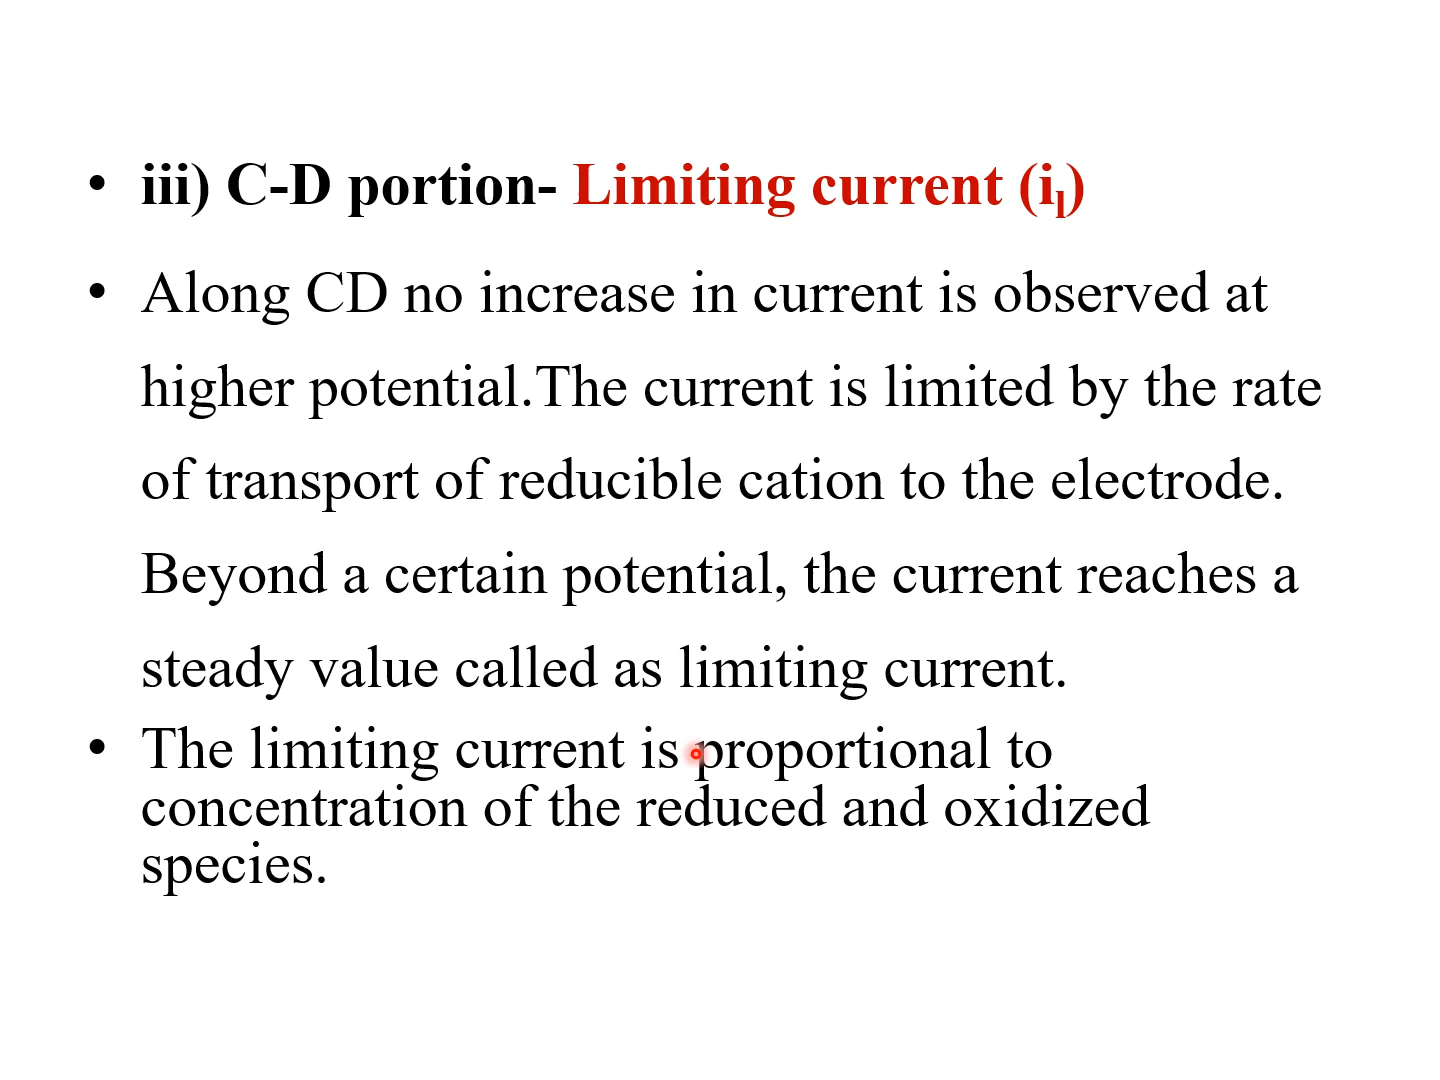 • iii) C-D portion- Limiting current (iₗ)
• Along CD no increase in current is observed at
higher potential.The current is limited by the rate
of transport of reducible cation to the electrode.
Beyond a certain potential, the current reaches a
steady value called as limiting current.
• The limiting current is proportional to
concentration of the reduced and oxidized
species.